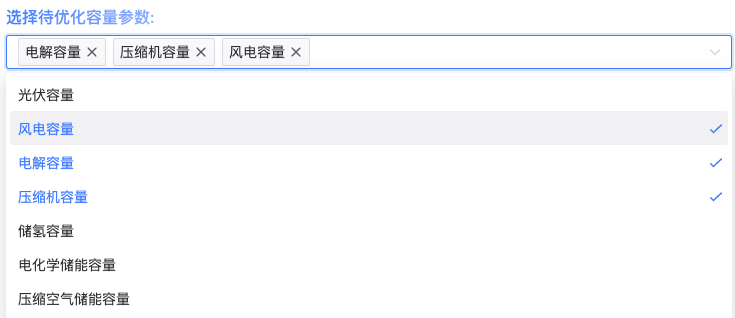 选择待优化容量参数:
电解容量 压缩机容量 风电容量
光伏容量
风电容量
电解容量
压缩机容量
储氢容量
电化学储能容量
压缩空气储能容量